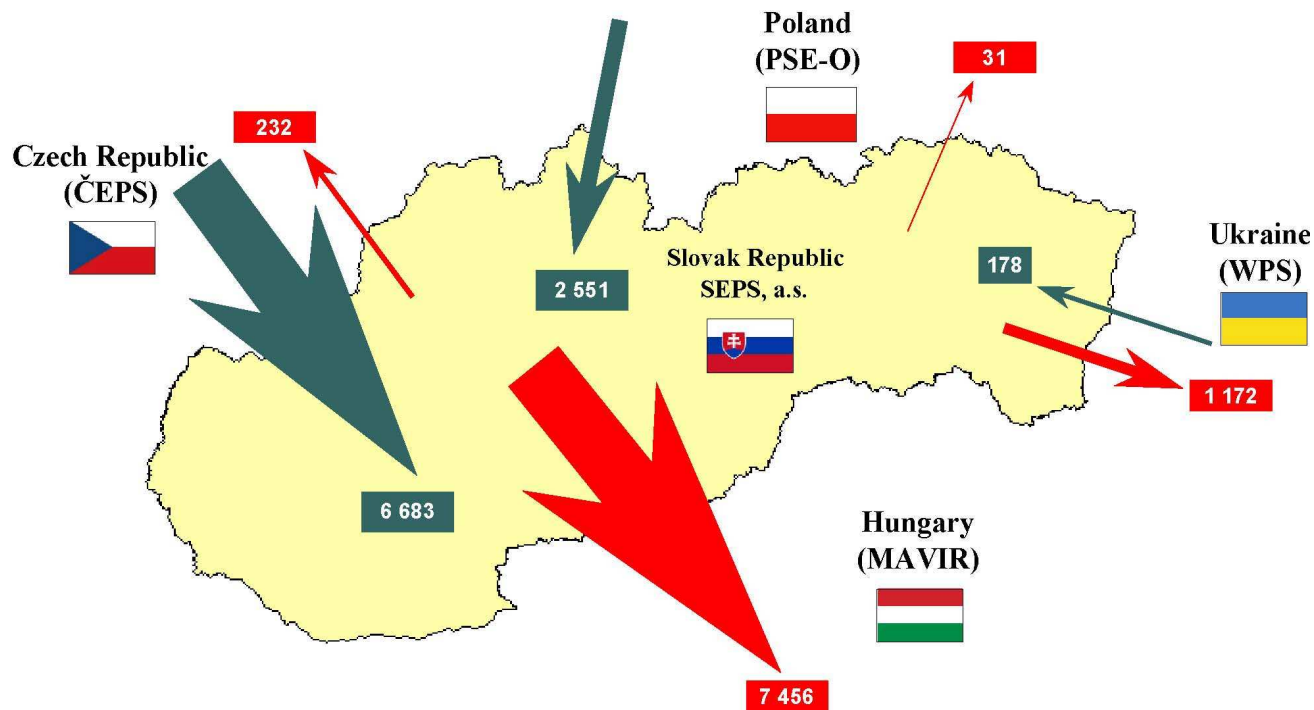 Poland
(PSE-O)
31
232
Czech Republic
(ČEPS)
Ukraine
(WPS)
Slovak Republic
SEPS, a.s.
178
2 551
1 172
6 683
Hungary
(MAVIR)
7 456